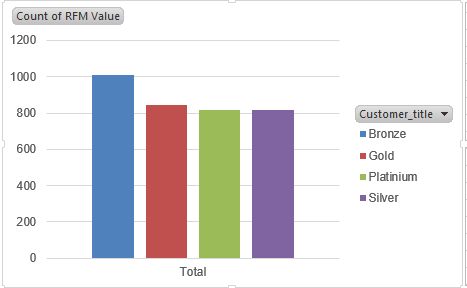 Count of RFM Value
1200
1000
800
600
400
200
0
Total
Customer_title
Bronze
Gold
Platinium
Silver